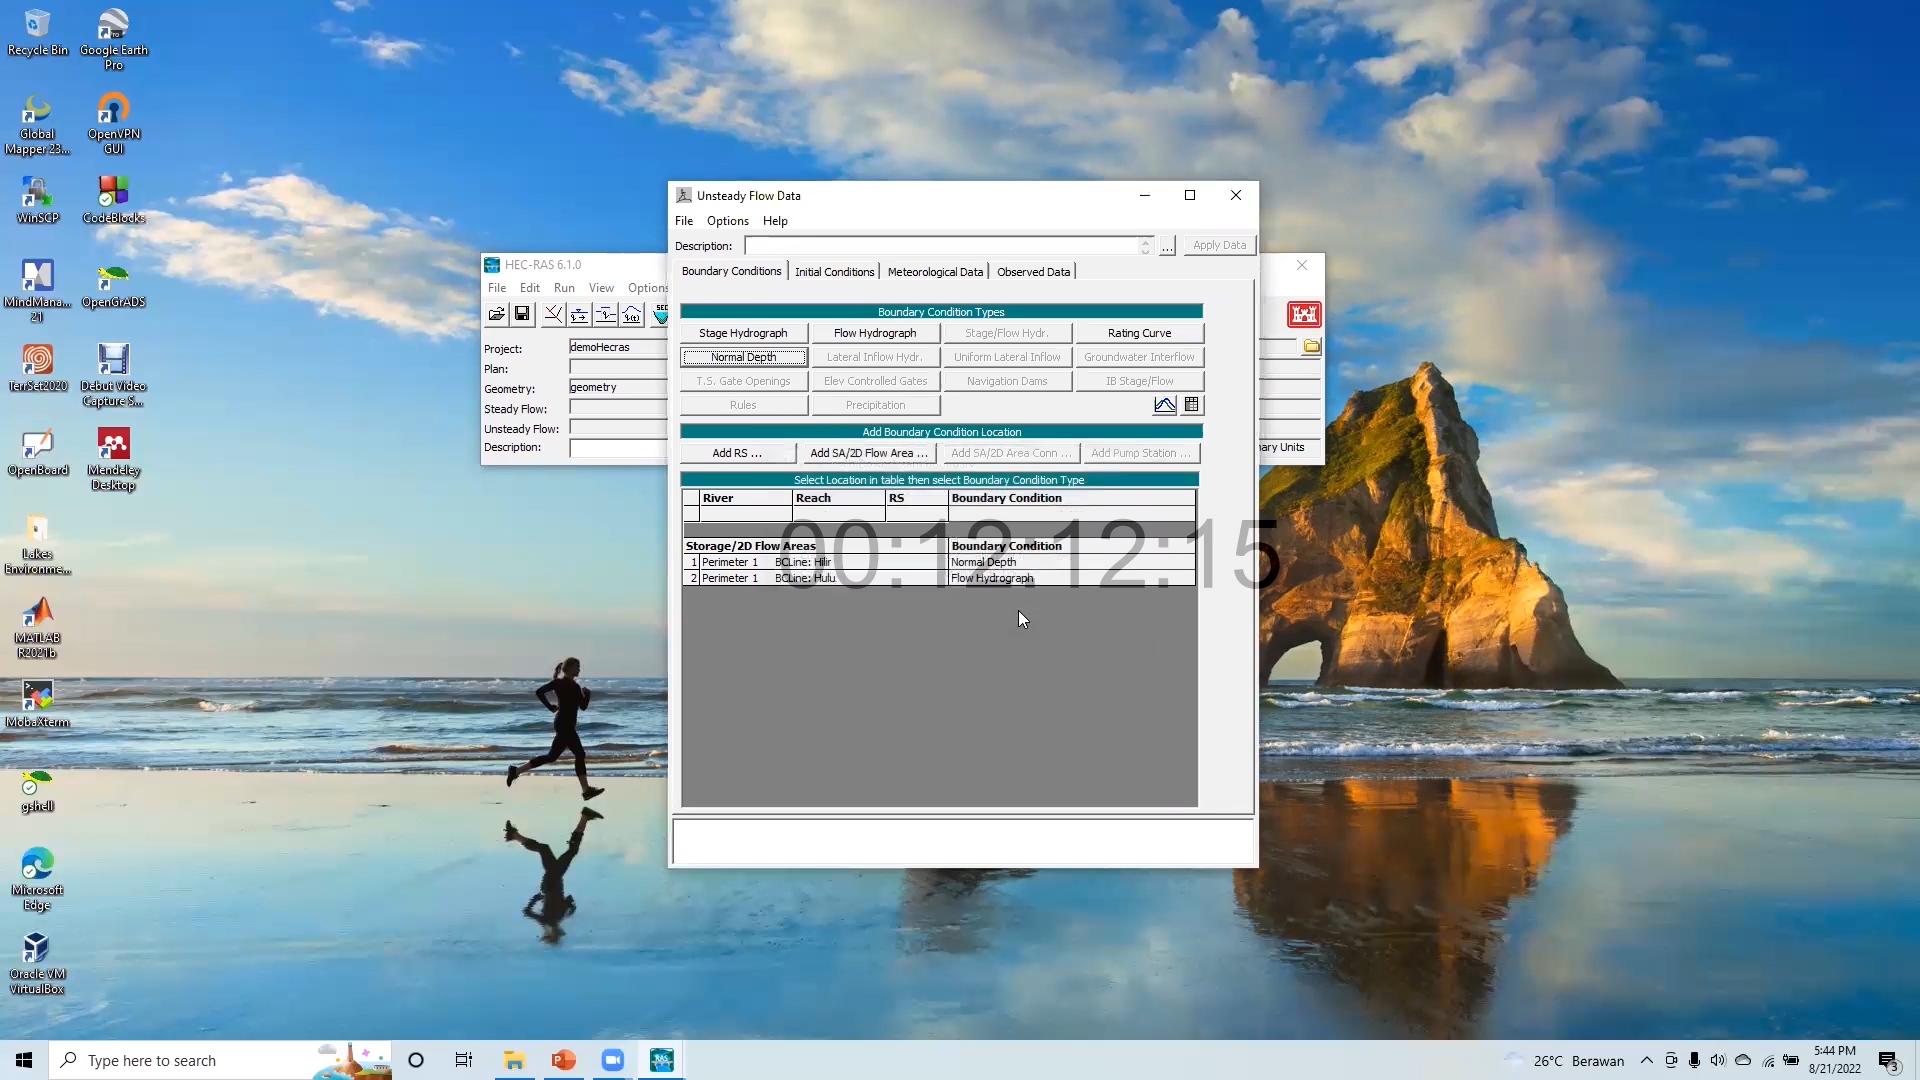 Recycle Bin
Google Earth
Pro
Global
Mapper 23...
OpenVPN
GUI
WinSCP
CodeBlocks
MindMana...
21
OpenGrADS
TerrSet2020
Debut Video
Capture S...
OpenBoard
Mendeley
Desktop
Lakes
Environme...
MATLAB
R2021b
MobaXterm
gshell
Microsoft
Edge
Oracle VM
VirtualBox
HEC-RAS 6.1.0
File Edit Run View Options
Project: demoHecras
Plan:
Geometry: geometry
Steady Flow:
Unsteady Flow:
Description:
Unsteady Flow Data
File Options Help
Description: ... Apply Data
Boundary Conditions Initial Conditions Meteorological Data Observed Data
Boundary Condition Types
Stage Hydrograph Flow Hydrograph Stage/Flow Hydr. Rating Curve
Normal Depth Lateral Inflow Hydr. Uniform Lateral Inflow Groundwater Interflow
T.S. Gate Openings Elev Controlled Gates Navigation Dams IB Stage/Flow
Rules Precipitation
Add Boundary Condition Location
Add RS ... Add SA/2D Flow Area ... Add SA/2D Area Conn ... Add Pump Station ...
Select Location in table then select Boundary Condition Type
River Reach RS Boundary Condition
Storage/2D Flow Areas Boundary Condition
1 Perimeter 1 BCLine: Hilir Normal Depth
2 Perimeter 1 BCLine: Hulu Flow Hydrograph
00:12:12:15
Units
Type here to search
26°C Berawan
5:44 PM
8/21/2022
3